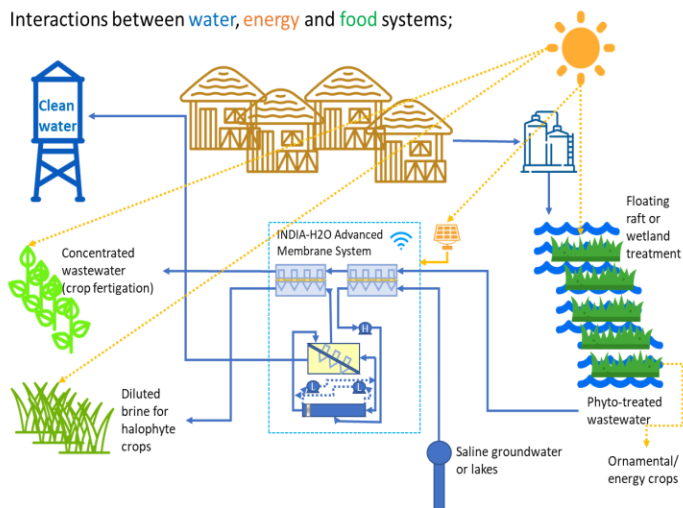 Interactions between water, energy and food systems;
Clean
water
Floating
raft or
wetland
treatment
INDIA-H2O Advanced
Membrane System
Concentrated
wastewater
(crop fertigation)
H
L
L
Diluted
brine for
halophyte
crops
Phyto-treated
wastewater
Saline groundwater
or lakes
Ornamental/
energy crops